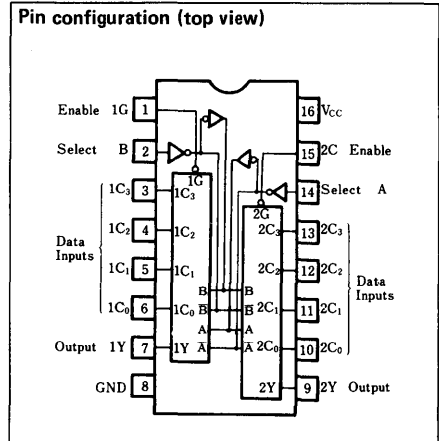 Pin configuration (top view)
Enable 1G 1
16 VCC
Select B 2
15 2C Enable
1G
14 Select A
3 1C3
1C3
2G
1C2 4 1C2
2C3 13 2C3
Data
Inputs
1C1 5 1C1
2C2 12 2C2
Data
Inputs
1C0 6 1C0
B B
2C1 11 2C1
B̅ B̅
A A
Output 1Y 7 1Y
A̅ A̅
2C0 10 2C0
GND 8
2Y 9 2Y Output